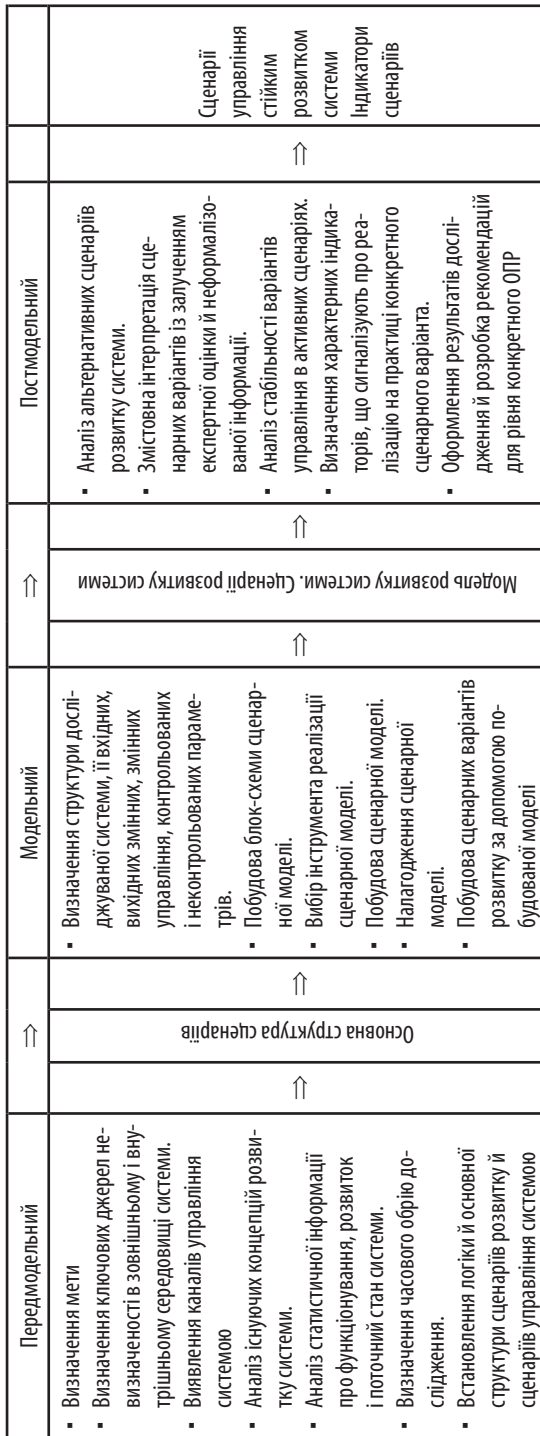 Передмодельний
▪ Визначення мети
▪ Визначення ключових джерел не-
визначеності в зовнішньому і вну-
трішньому середовищі системи.
▪ Виявлення каналів управління
системою
▪ Аналіз існуючих концепцій розви-
тку системи.
▪ Аналіз статистичної інформації
про функціонування, розвиток
і поточний стан системи.
▪ Визначення часового обрію до-
слідження.
▪ Встановлення логіки й основної
структури сценаріїв розвитку й
сценаріїв управління системою
⇒
⇒
Основна структура сценаріїв
⇒
Модельний
▪ Визначення структури дослі-
джуваної системи, її вхідних,
вихідних змінних, змінних
управління, контрольованих
і неконтрольованих параме-
трів.
▪ Побудова блок-схеми сценар-
ної моделі.
▪ Вибір інструмента реалізації
сценарної моделі.
▪ Побудова сценарної моделі.
▪ Налагодження сценарної
моделі.
▪ Побудова сценарних варіантів
розвитку за допомогою по-
будованої моделі
⇒
⇒
Модель розвитку системи. Сценарії розвитку системи
⇒
Постмодельний
▪ Аналіз альтернативних сценаріїв
розвитку системи.
▪ Змістовна інтерпретація сце-
нарних варіантів із залученням
експертної оцінки й неформалізо-
ваної інформації.
▪ Аналіз стабільності варіантів
управління в активних сценаріях.
▪ Визначення характерних індика-
торів, що сигналізують про реа-
лізацію на практиці конкретного
сценарного варіанта.
▪ Оформлення результатів дослі-
дження й розробка рекомендацій
для рівня конкретного ОПР
⇒
Сценарії
управління
стійким
розвитком
системи
Індикатори
сценаріїв